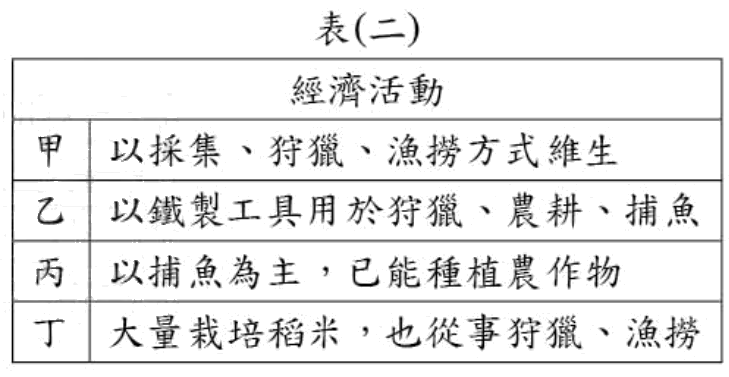 表(二)
經濟活動
甲 以採集、狩獵、漁撈方式維生
乙 以鐵製工具用於狩獵、農耕、捕魚
丙 以捕魚為主，已能種植農作物
丁 大量栽培稻米，也從事狩獵、漁撈